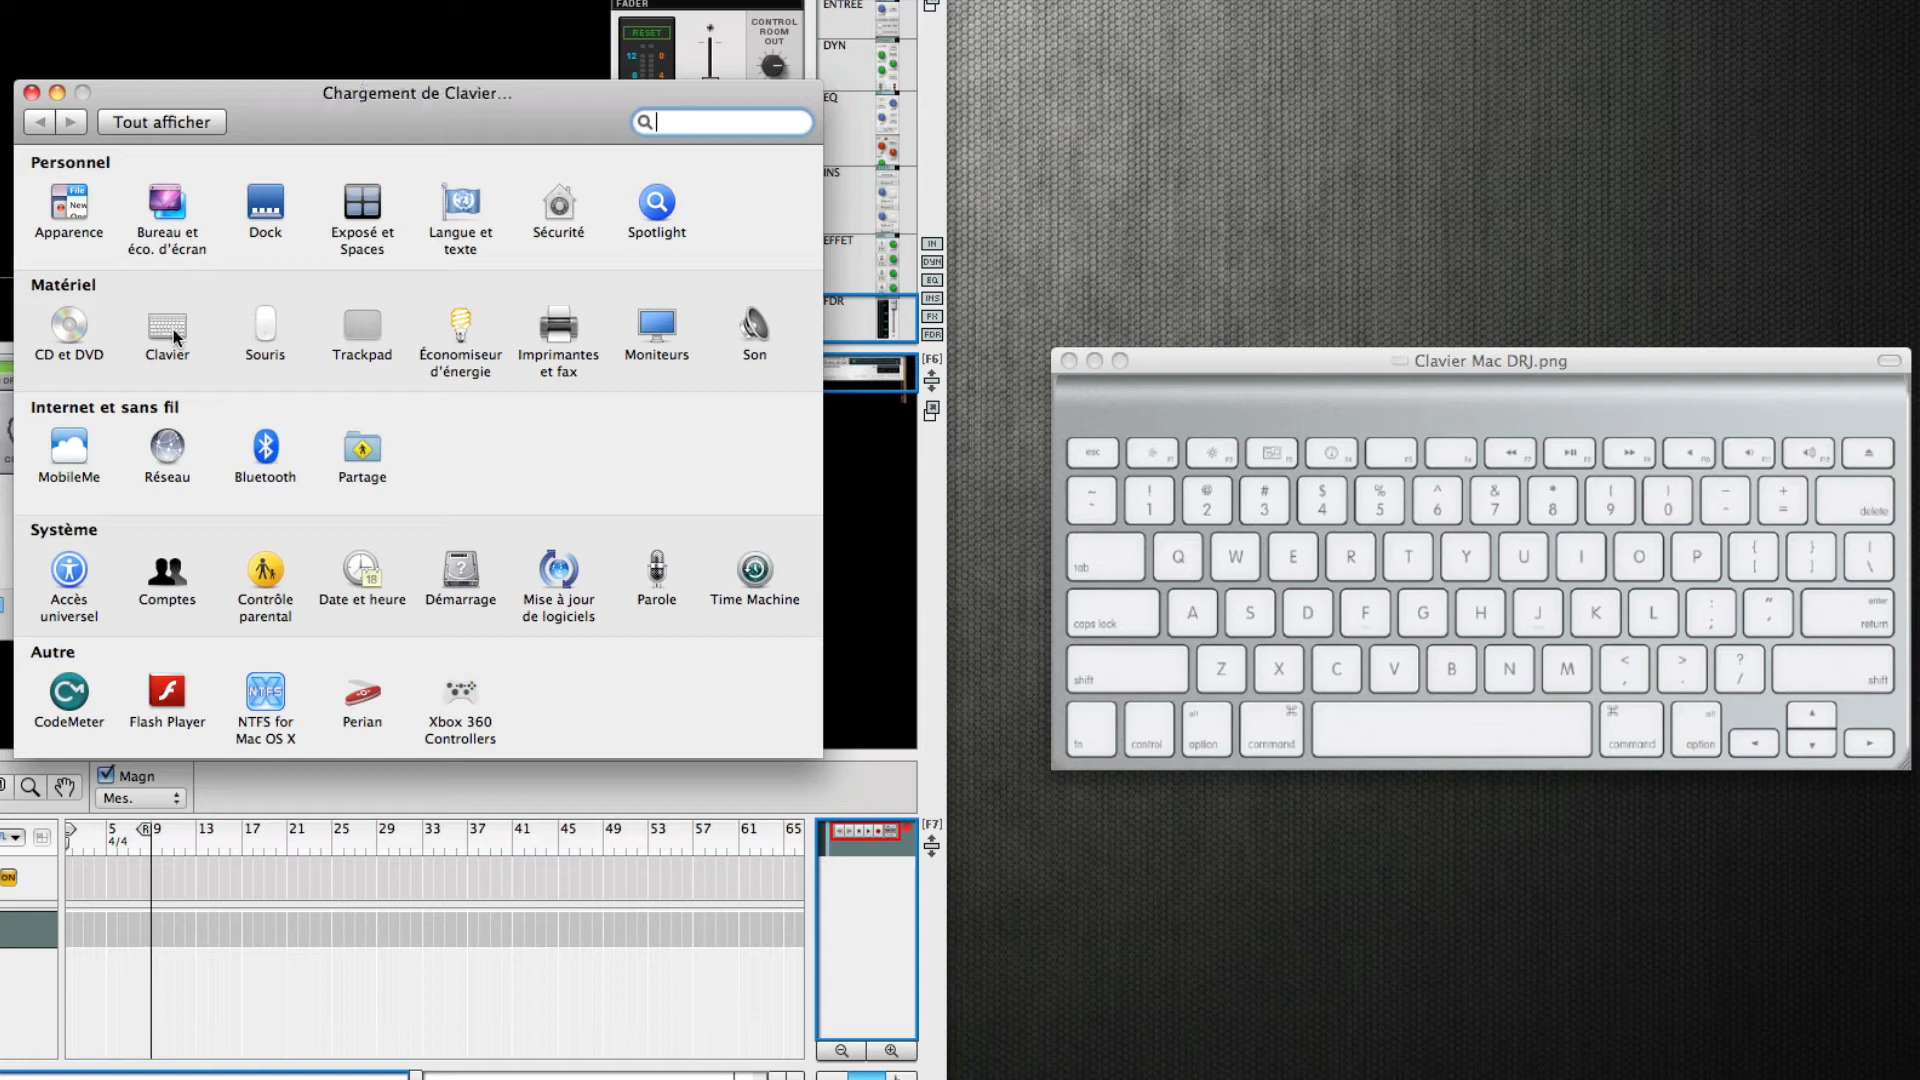 FADER
RESET
12 0
8 4
CONTROL
ROOM
OUT
ENTREE
DYN
EQ
INS
EFFET
FDR
IN
DYN
EQ
INS
FX
FDR
[F6]
Chargement de Clavier...
Tout afficher
Personnel
Apparence
Bureau et
éco. d'écran
Dock
Exposé et
Spaces
Langue et
texte
Sécurité
Spotlight
Matériel
CD et DVD
Clavier
Souris
Trackpad
Économiseur
d'énergie
Imprimantes
et fax
Moniteurs
Son
Internet et sans fil
MobileMe
Réseau
Bluetooth
Partage
Système
Accès
universel
Comptes
Contrôle
parental
Date et heure
Démarrage
Mise à jour
de logiciels
Parole
Time Machine
Autre
CodeMeter
Flash Player
NTFS for
Mac OS X
Perian
Xbox 360
Controllers
Magn
Mes.
5 9 13 17 21 25 29 33 37 41 45 49 53 57 61 65
4/4
R
ON
[F7]
Clavier Mac DRJ.png
esc
~ ! @ # $ % ^ & * ( ) – +
` 1 2 3 4 5 6 7 8 9 0 - = delete
tab Q W E R T Y U I O P { [ } ] | \
caps lock A S D F G H J K L : ; " ' enter return
shift Z X C V B N M < , > . ? / shift
fn control alt option ⌘ command ⌘ command alt option